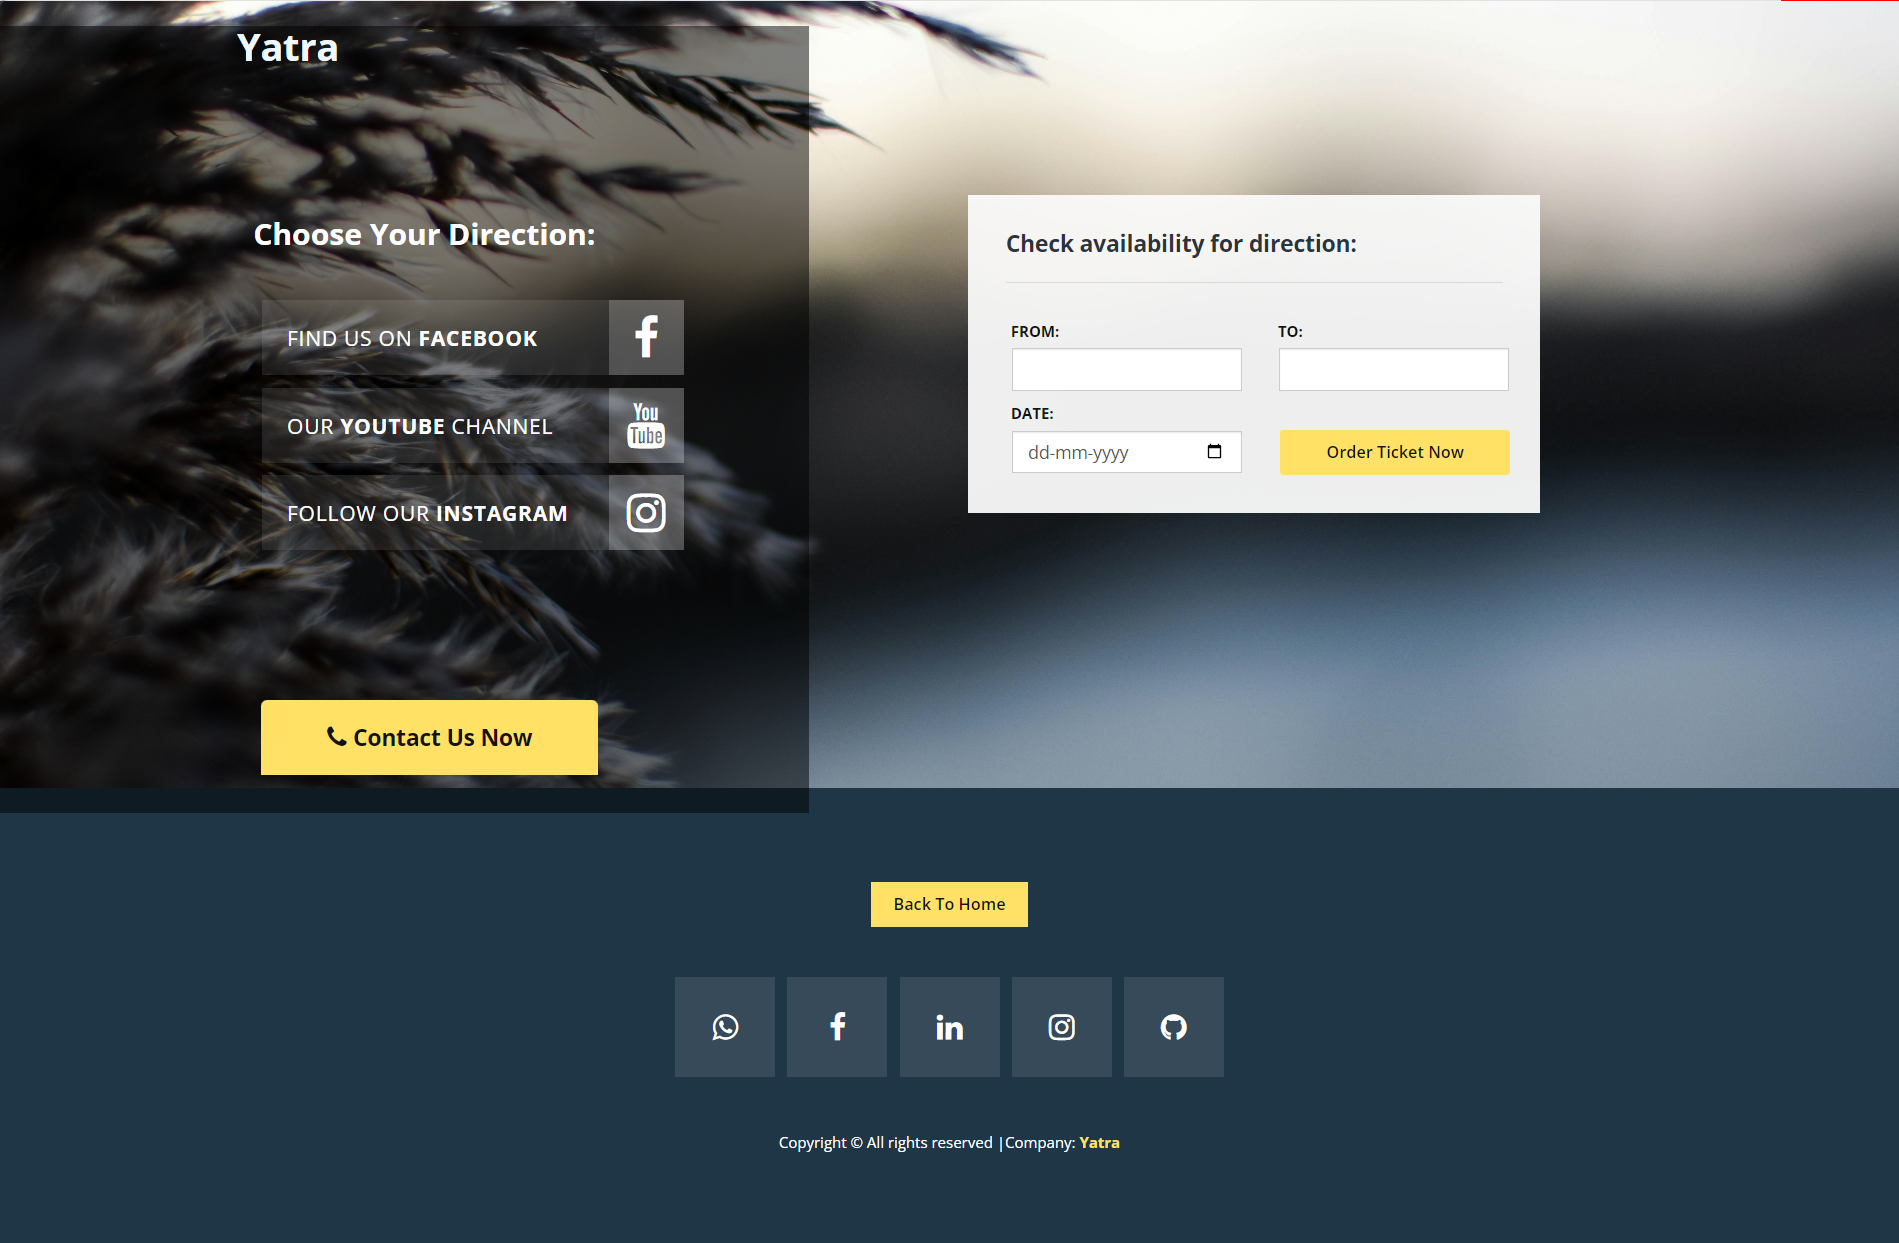 Yatra
Choose Your Direction:
FIND US ON FACEBOOK
OUR YOUTUBE CHANNEL
You
Tube
FOLLOW OUR INSTAGRAM
Contact Us Now
Check availability for direction:
FROM:
TO:
DATE:
dd-mm-yyyy
Order Ticket Now
Back To Home
in
Copyright © All rights reserved |Company: Yatra